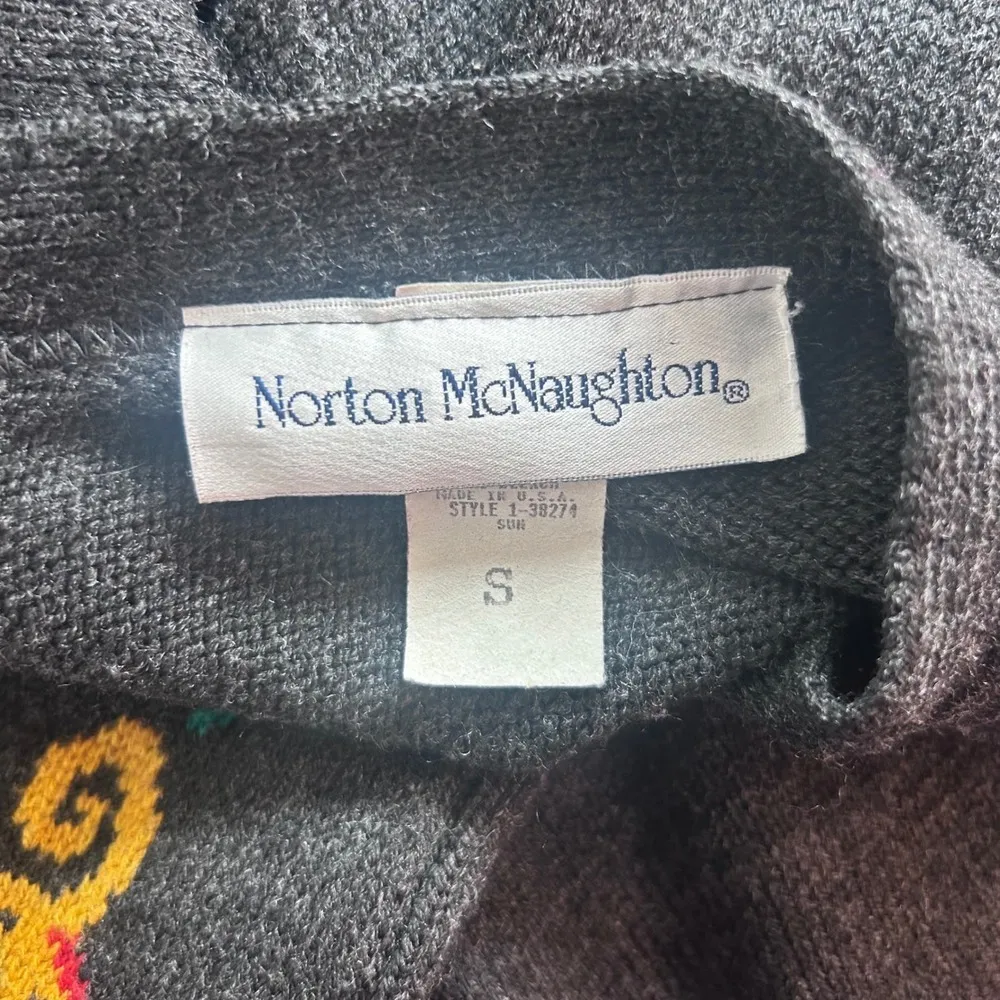 Norton McNaughton®
MADE IN U.S.A.
STYLE 1-38274
SUN
S